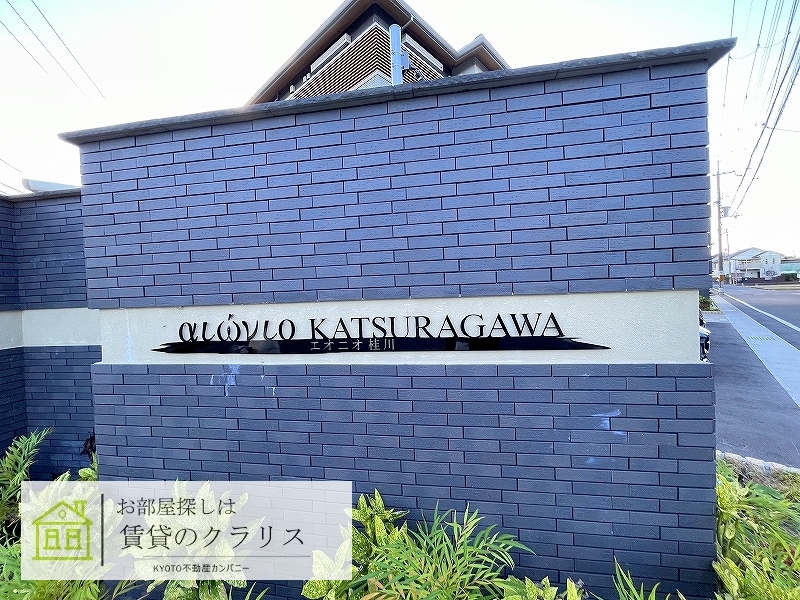 αιώνιο KATSURAGAWA
エオニオ 桂川
お部屋探しは
賃貸のクラリス
KYOTO不動産カンパニー